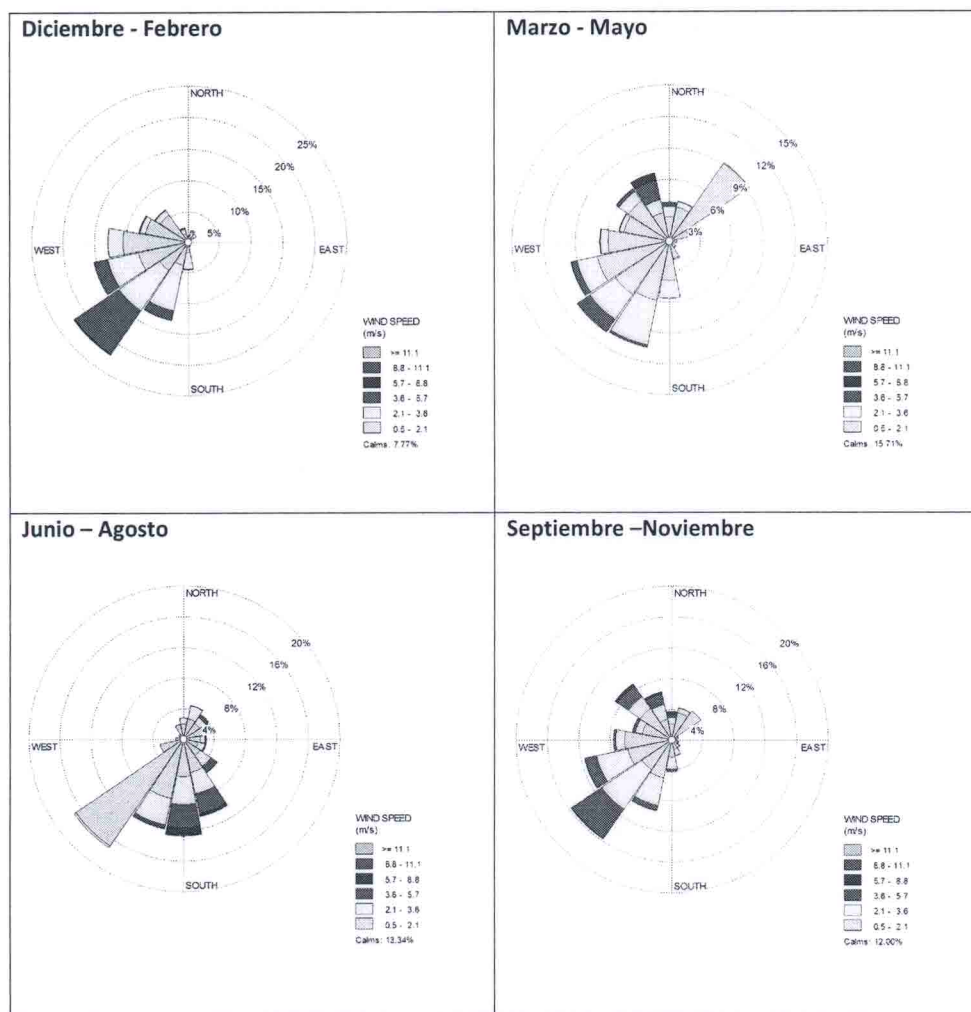 Diciembre - Febrero
NORTH
25%
20%
15%
10%
5%
WEST
EAST
SOUTH
WIND SPEED
(m/s)
>= 11.1
8.8 - 11.1
5.7 - 8.8
3.6 - 5.7
2.1 - 3.6
0.5 - 2.1
Calms: 7.77%
Marzo - Mayo
NORTH
15%
12%
9%
6%
3%
WEST
EAST
SOUTH
WIND SPEED
(m/s)
>= 11.1
8.8 - 11.1
5.7 - 8.8
3.6 - 5.7
2.1 - 3.6
0.5 - 2.1
Calms: 15.71%
Junio – Agosto
NORTH
20%
16%
12%
8%
4%
WEST
EAST
SOUTH
WIND SPEED
(m/s)
>= 11.1
8.8 - 11.1
5.7 - 8.8
3.6 - 5.7
2.1 - 3.6
0.5 - 2.1
Calms: 13.34%
Septiembre –Noviembre
NORTH
20%
16%
12%
8%
4%
WEST
EAST
SOUTH
WIND SPEED
(m/s)
>= 11.1
8.8 - 11.1
5.7 - 8.8
3.6 - 5.7
2.1 - 3.6
0.5 - 2.1
Calms: 12.00%